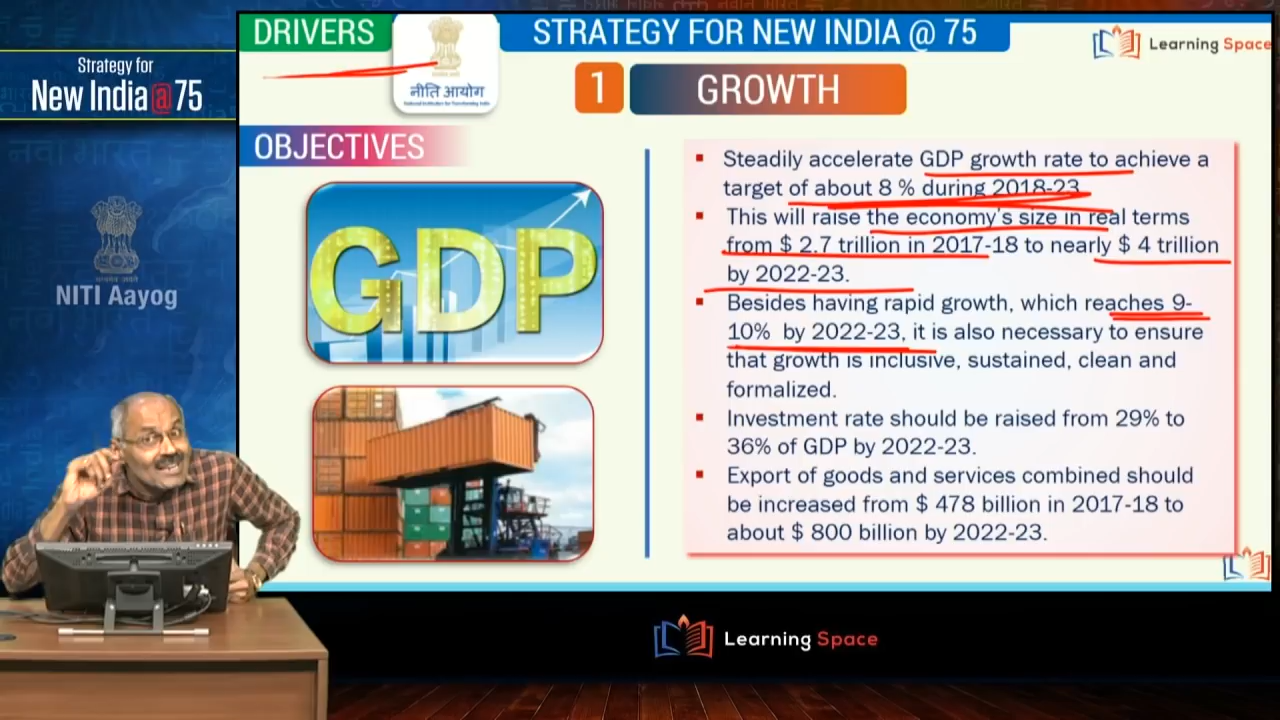 Strategy for
New India@75
NITI Aayog
DRIVERS
नीति आयोग
National Institution for Transforming India
STRATEGY FOR NEW INDIA @ 75
Learning Space
1
GROWTH
OBJECTIVES
GDP
▪ Steadily accelerate GDP growth rate to achieve a
target of about 8 % during 2018-23
▪ This will raise the economy's size in real terms
from $ 2.7 trillion in 2017-18 to nearly $ 4 trillion
by 2022-23.
▪ Besides having rapid growth, which reaches 9-
10% by 2022-23, it is also necessary to ensure
that growth is inclusive, sustained, clean and
formalized.
▪ Investment rate should be raised from 29% to
36% of GDP by 2022-23.
▪ Export of goods and services combined should
be increased from $ 478 billion in 2017-18 to
about $ 800 billion by 2022-23.
Learning Space